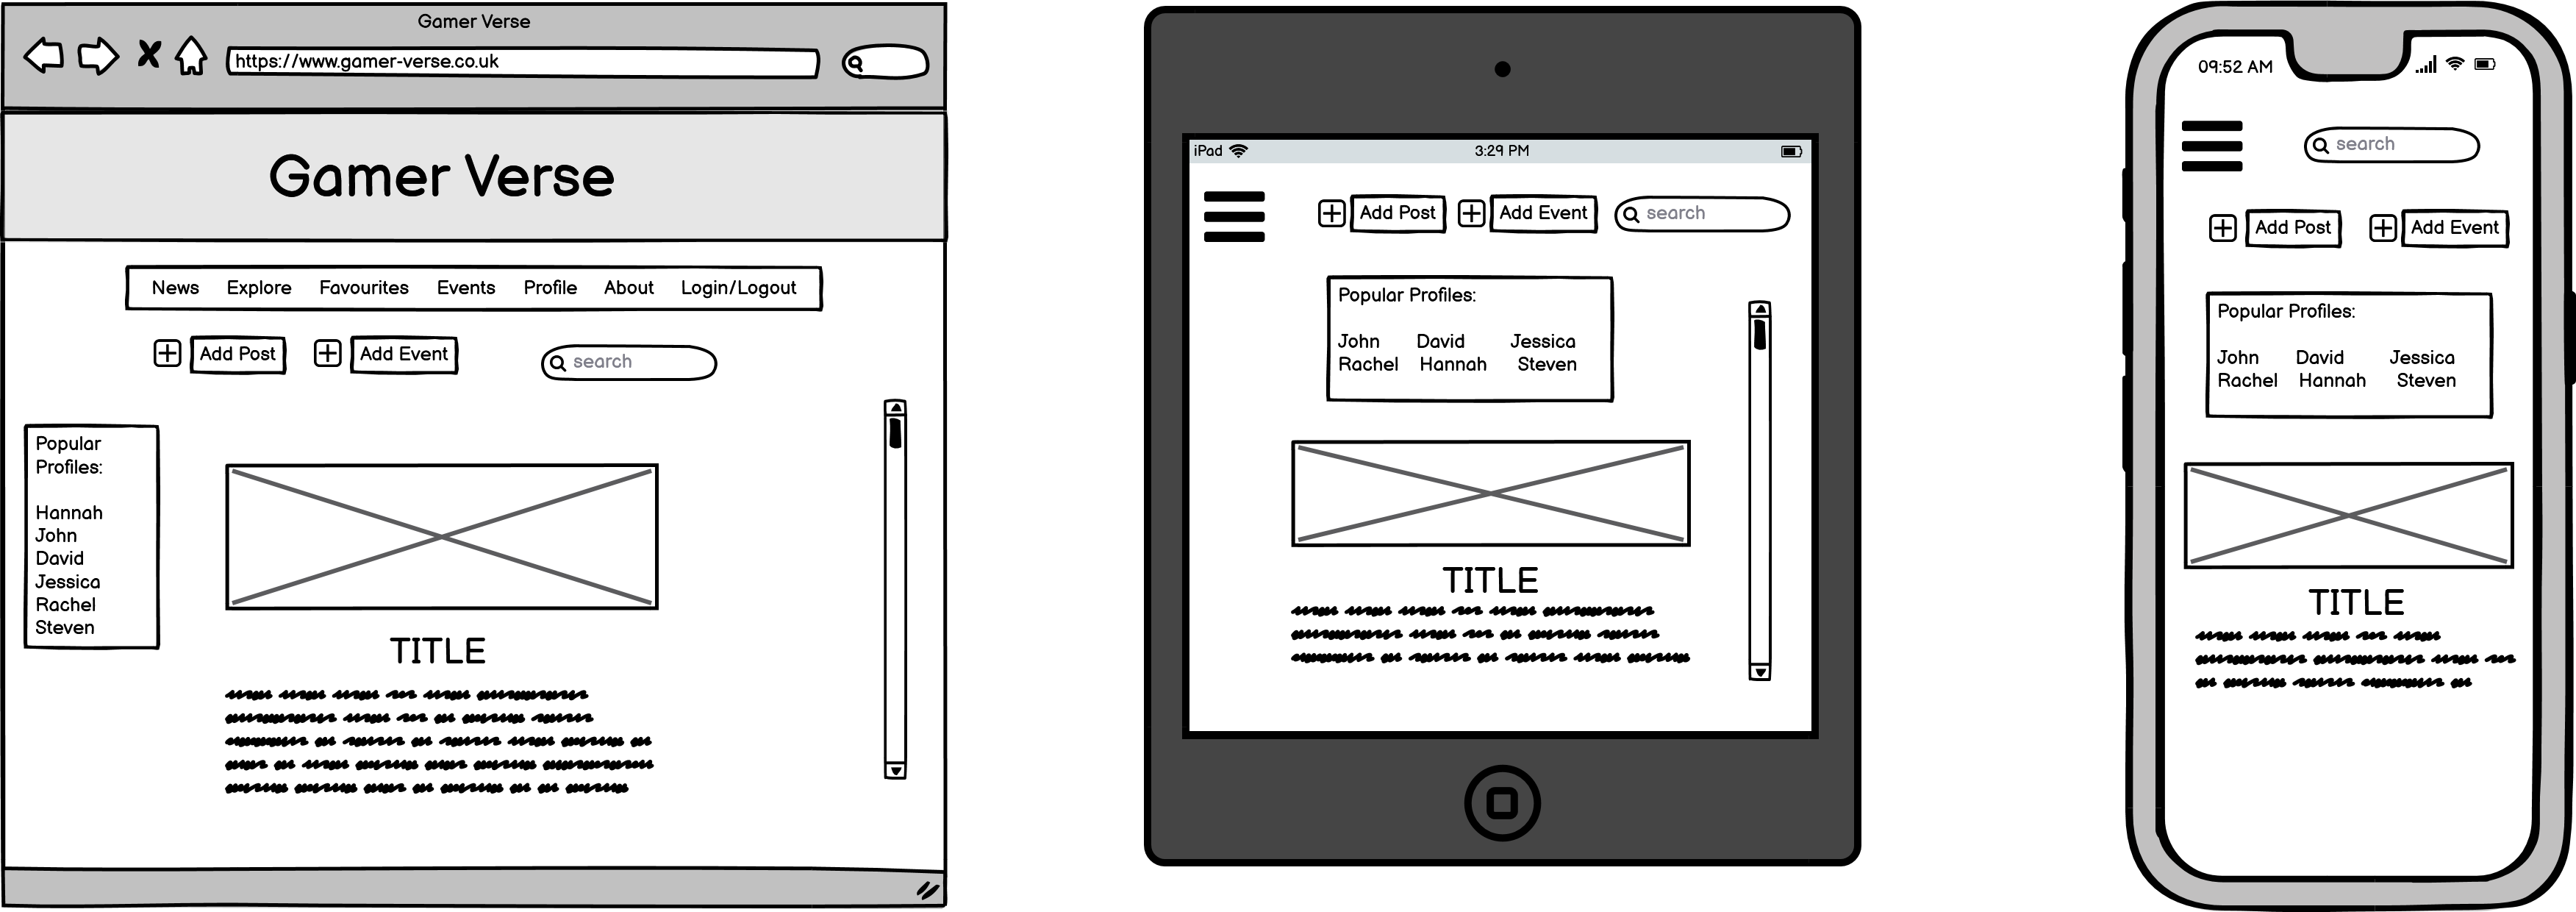 Gamer Verse
https://www.gamer-verse.co.uk
Gamer Verse
News Explore Favourites Events Profile About Login/Logout
Add Post Add Event search
Popular
Profiles:
Hannah
John
David
Jessica
Rachel
Steven
TITLE
iPad 3:29 PM
Add Post Add Event search
Popular Profiles:
John David Jessica
Rachel Hannah Steven
TITLE
09:52 AM
search
Add Post Add Event
Popular Profiles:
John David Jessica
Rachel Hannah Steven
TITLE